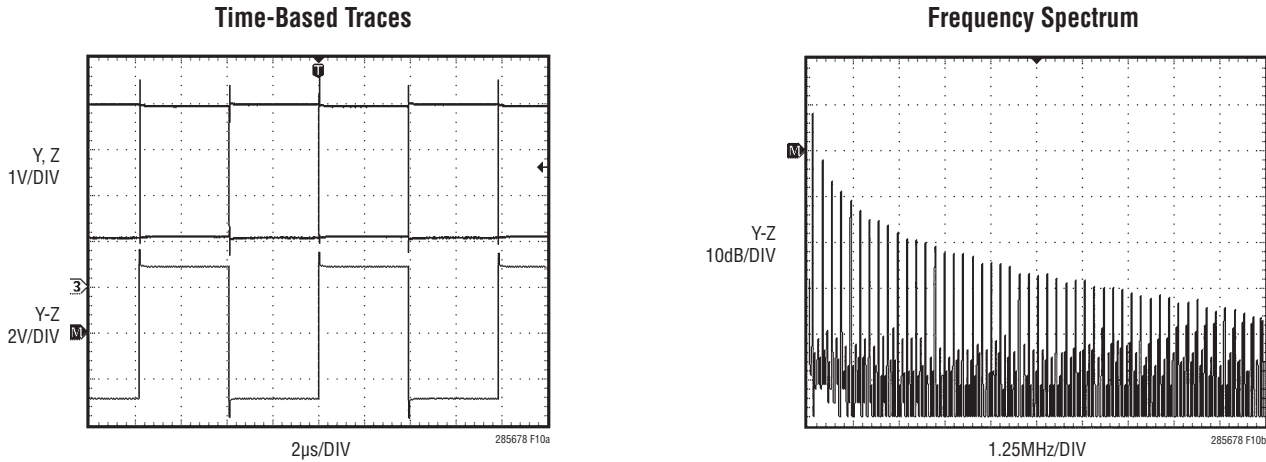 Time-Based Traces
T
Y, Z
1V/DIV
3
Y-Z
2V/DIV
M
2µs/DIV
285678 F10a
Frequency Spectrum
M
Y-Z
10dB/DIV
1.25MHz/DIV
285678 F10b